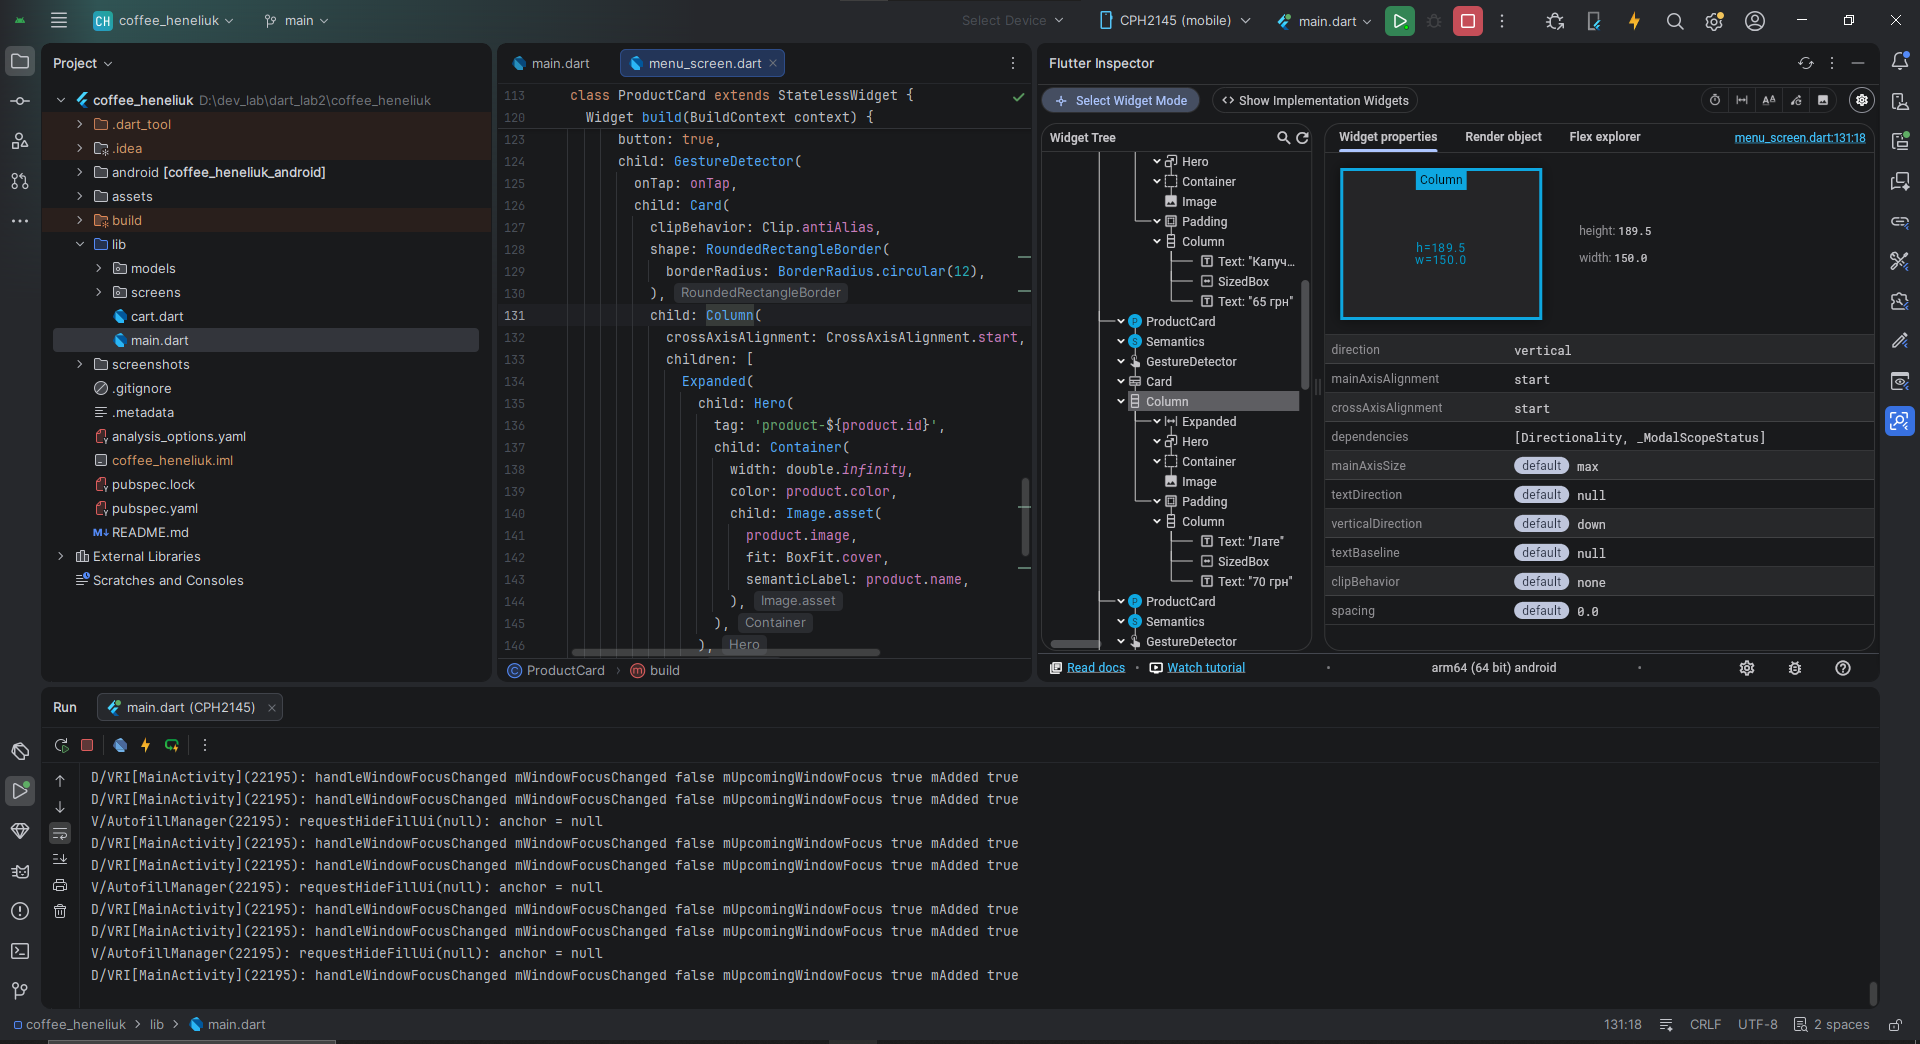 CH coffee_heneliuk
main
Select Device
CPH2145 (mobile)
main.dart
Project
coffee_heneliuk D:\dev_lab\dart_lab2\coffee_heneliuk
.dart_tool
.idea
android [coffee_heneliuk_android]
assets
build
lib
models
screens
cart.dart
main.dart
screenshots
.gitignore
.metadata
analysis_options.yaml
coffee_heneliuk.iml
pubspec.lock
pubspec.yaml
M↓ README.md
External Libraries
Scratches and Consoles
main.dart
menu_screen.dart
113 class ProductCard extends StatelessWidget {
120 Widget build(BuildContext context) {
123 button: true,
124 child: GestureDetector(
125 onTap: onTap,
126 child: Card(
127 clipBehavior: Clip.antiAlias,
128 shape: RoundedRectangleBorder(
129 borderRadius: BorderRadius.circular(12),
130 ), RoundedRectangleBorder
131 child: Column(
132 crossAxisAlignment: CrossAxisAlignment.start,
133 children: [
134 Expanded(
135 child: Hero(
136 tag: 'product-${product.id}',
137 child: Container(
138 width: double.infinity,
139 color: product.color,
140 child: Image.asset(
141 product.image,
142 fit: BoxFit.cover,
143 semanticLabel: product.name,
144 ), Image.asset
145 ), Container
146 ), Hero
ProductCard
build
Flutter Inspector
Select Widget Mode
Show Implementation Widgets
Widget Tree
Hero
Container
Image
Padding
Column
Text: "Капуч...
SizedBox
Text: "65 грн"
ProductCard
Semantics
GestureDetector
Card
Column
Expanded
Hero
Container
Image
Padding
Column
Text: "Лате"
SizedBox
Text: "70 грн"
ProductCard
Semantics
GestureDetector
Widget properties
Render object
Flex explorer
menu_screen.dart:131:18
Column
h=189.5
w=150.0
height: 189.5
width: 150.0
direction vertical
mainAxisAlignment start
crossAxisAlignment start
dependencies [Directionality, _ModalScopeStatus]
mainAxisSize default max
textDirection default null
verticalDirection default down
textBaseline default null
clipBehavior default none
spacing default 0.0
Read docs
Watch tutorial
arm64 (64 bit) android
Run
main.dart (CPH2145)
D/VRI[MainActivity](22195): handleWindowFocusChanged mWindowFocusChanged false mUpcomingWindowFocus true mAdded true
D/VRI[MainActivity](22195): handleWindowFocusChanged mWindowFocusChanged false mUpcomingWindowFocus true mAdded true
V/AutofillManager(22195): requestHideFillUi(null): anchor = null
D/VRI[MainActivity](22195): handleWindowFocusChanged mWindowFocusChanged false mUpcomingWindowFocus true mAdded true
D/VRI[MainActivity](22195): handleWindowFocusChanged mWindowFocusChanged false mUpcomingWindowFocus true mAdded true
V/AutofillManager(22195): requestHideFillUi(null): anchor = null
D/VRI[MainActivity](22195): handleWindowFocusChanged mWindowFocusChanged false mUpcomingWindowFocus true mAdded true
D/VRI[MainActivity](22195): handleWindowFocusChanged mWindowFocusChanged false mUpcomingWindowFocus true mAdded true
V/AutofillManager(22195): requestHideFillUi(null): anchor = null
D/VRI[MainActivity](22195): handleWindowFocusChanged mWindowFocusChanged false mUpcomingWindowFocus true mAdded true
coffee_heneliuk
lib
main.dart
131:18
CRLF
UTF-8
2 spaces